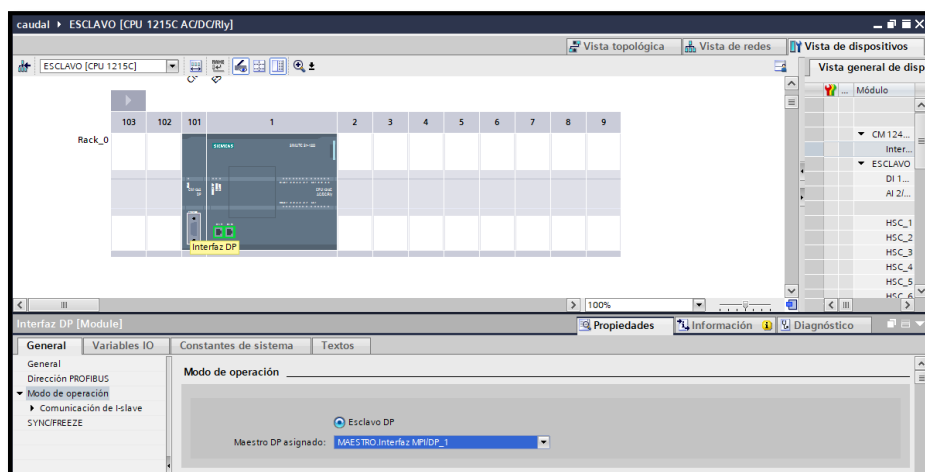 caudal ▸ ESCLAVO [CPU 1215C AC/DC/Rly]
Vista topológica Vista de redes Vista de dispositivos
ESCLAVO [CPU 1215C]
Vista general de disp
... Módulo
103 102 101 1 2 3 4 5 6 7 8 9
Rack_0
SIEMENS
CM 124...
Inter...
ESCLAVO
DI 1...
AI 2/...
HSC_1
HSC_2
HSC_3
HSC_4
HSC_5
HSC_6
Interfaz DP
100%
Interfaz DP [Module]
Propiedades Información Diagnóstico
General Variables IO Constantes de sistema Textos
General
Dirección PROFIBUS
Modo de operación
Comunicación de I-slave
SYNC/FREEZE
Modo de operación
Esclavo DP
Maestro DP asignado: MAESTRO.Interfaz MPI/DP_1